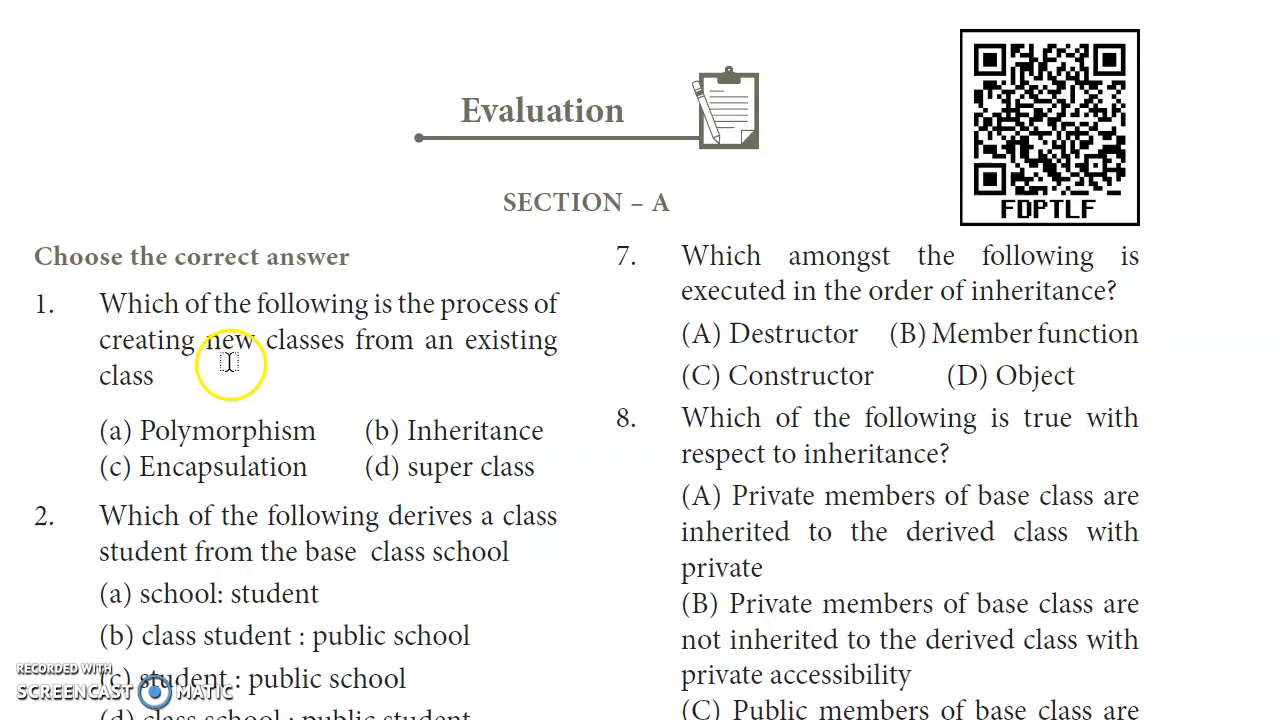 Evaluation
FDPTLF
SECTION – A
Choose the correct answer
1. Which of the following is the process of
creating new classes from an existing
class
(a) Polymorphism (b) Inheritance
(c) Encapsulation (d) super class
2. Which of the following derives a class
student from the base class school
(a) school: student
(b) class student : public school
(c) student : public school
(d) class school : public student
7. Which amongst the following is
executed in the order of inheritance?
(A) Destructor (B) Member function
(C) Constructor (D) Object
8. Which of the following is true with
respect to inheritance?
(A) Private members of base class are
inherited to the derived class with
private
(B) Private members of base class are
not inherited to the derived class with
private accessibility
(C) Public members of base class are
RECORDED WITH
SCREENCAST MATIC